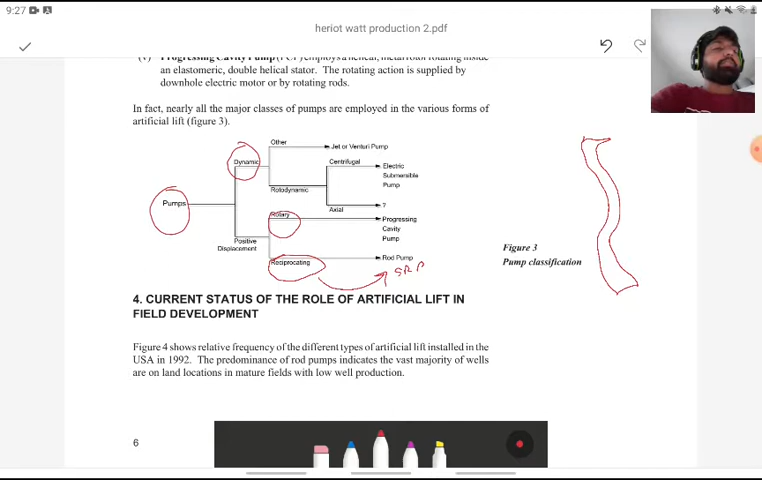 9:27
heriot watt production 2.pdf
(v) Progressing Cavity Pump (PCP) employs a helical, metal rotor rotating inside
an elastomeric, double helical stator. The rotating action is supplied by
downhole electric motor or by rotating rods.
In fact, nearly all the major classes of pumps are employed in the various forms of
artificial lift (figure 3).
Other
Jet or Venturi Pump
Dynamic
Centrifugal
Electric
Submersible
Pump
Rotodynamic
Pumps
Axial
?
Rotary
Progressing
Cavity
Pump
Positive
Displacement
Reciprocating
Rod Pump
SRP
Figure 3
Pump classification
4. CURRENT STATUS OF THE ROLE OF ARTIFICIAL LIFT IN
FIELD DEVELOPMENT
Figure 4 shows relative frequency of the different types of artificial lift installed in the
USA in 1992. The predominance of rod pumps indicates the vast majority of wells
are on land locations in mature fields with low well production.
6